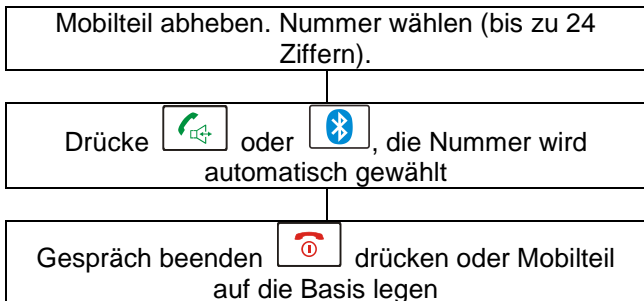 Mobilteil abheben. Nummer wählen (bis zu 24
Ziffern).
Drücke oder , die Nummer wird
automatisch gewählt
Gespräch beenden drücken oder Mobilteil
auf die Basis legen